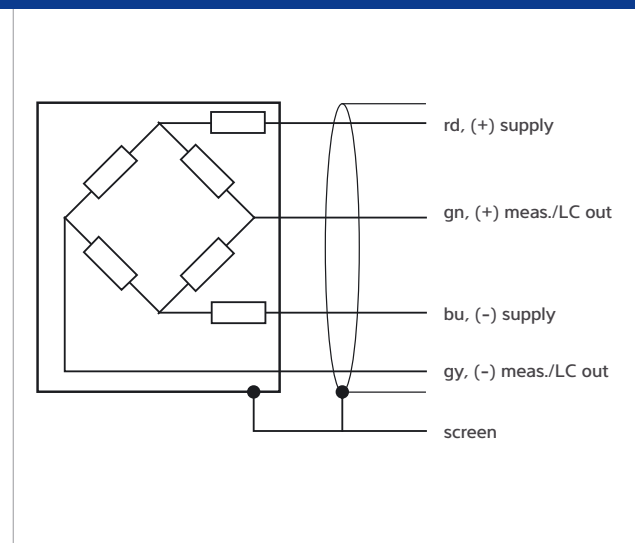 rd, (+) supply
gn, (+) meas./LC out
bu, (-) supply
gy, (-) meas./LC out
screen